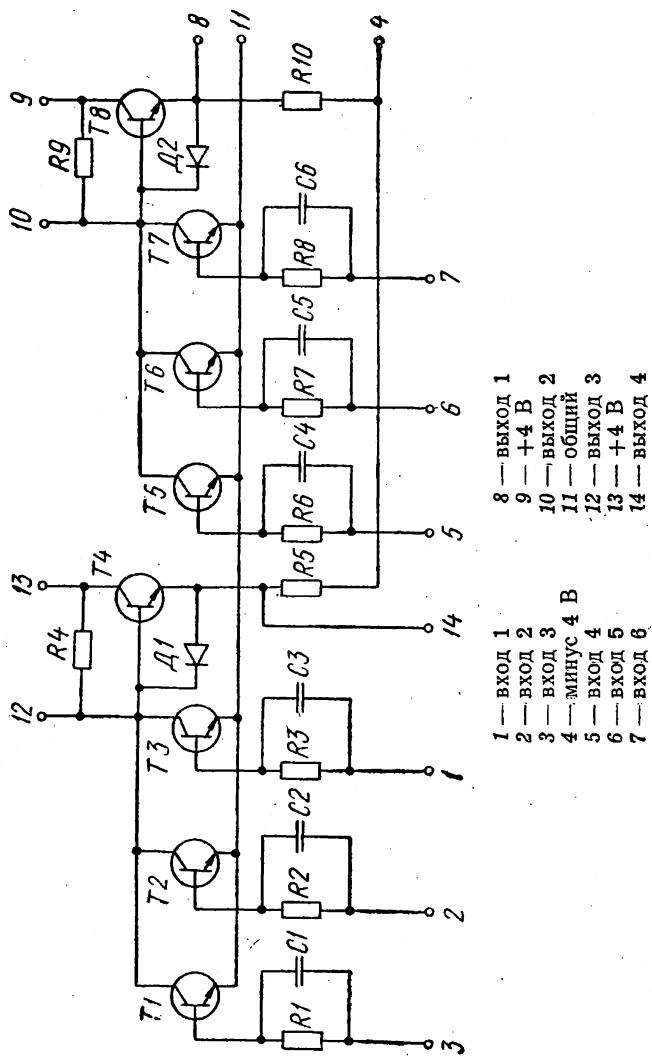 9
10
13
12
8
11
4
R9
T8
R4
T4
Д2
Д1
T7
T6
T5
T3
T2
T1
R10
C6
R8
C5
R7
C4
R6
R5
C3
R3
C2
R2
C1
R1
7
6
5
14
1
2
3
1 — вход 1
2 — вход 2
3 — вход 3
4 — минус 4 В
5 — вход 4
6 — вход 5
7 — вход 6
8 — выход 1
9 — +4 В
10 — выход 2
11 — общий
12 — выход 3
13 — +4 В
14 — выход 4